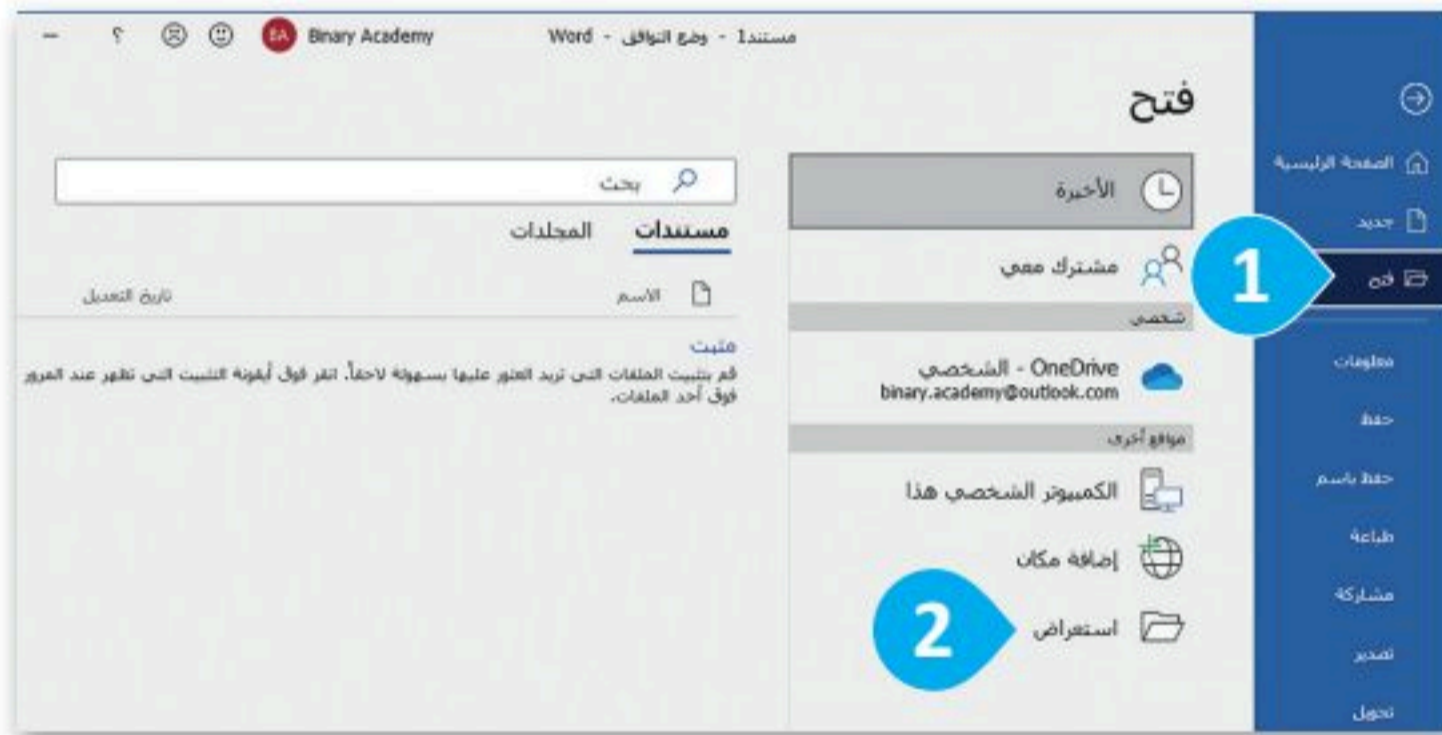 مستند1 - وضع التوافق - Word
Binary Academy
BA
؟
فتح
الصفحة الرئيسية
جديد
فتح
معلومات
حفظ
حفظ باسم
طباعة
مشاركة
تصدير
تحويل
1
الأخيرة
مشترك معي
شخصي
OneDrive - الشخصي
binary.academy@outlook.com
مواقع أخرى
الكمبيوتر الشخصي هذا
إضافة مكان
استعراض
2
بحث
مستندات المجلدات
الاسم تاريخ التعديل
مثبت
قم بتثبيت الملفات التي تريد العثور عليها بسهولة لاحقاً. انقر فوق أيقونة التثبيت التي تظهر عند المرور
فوق أحد الملفات.